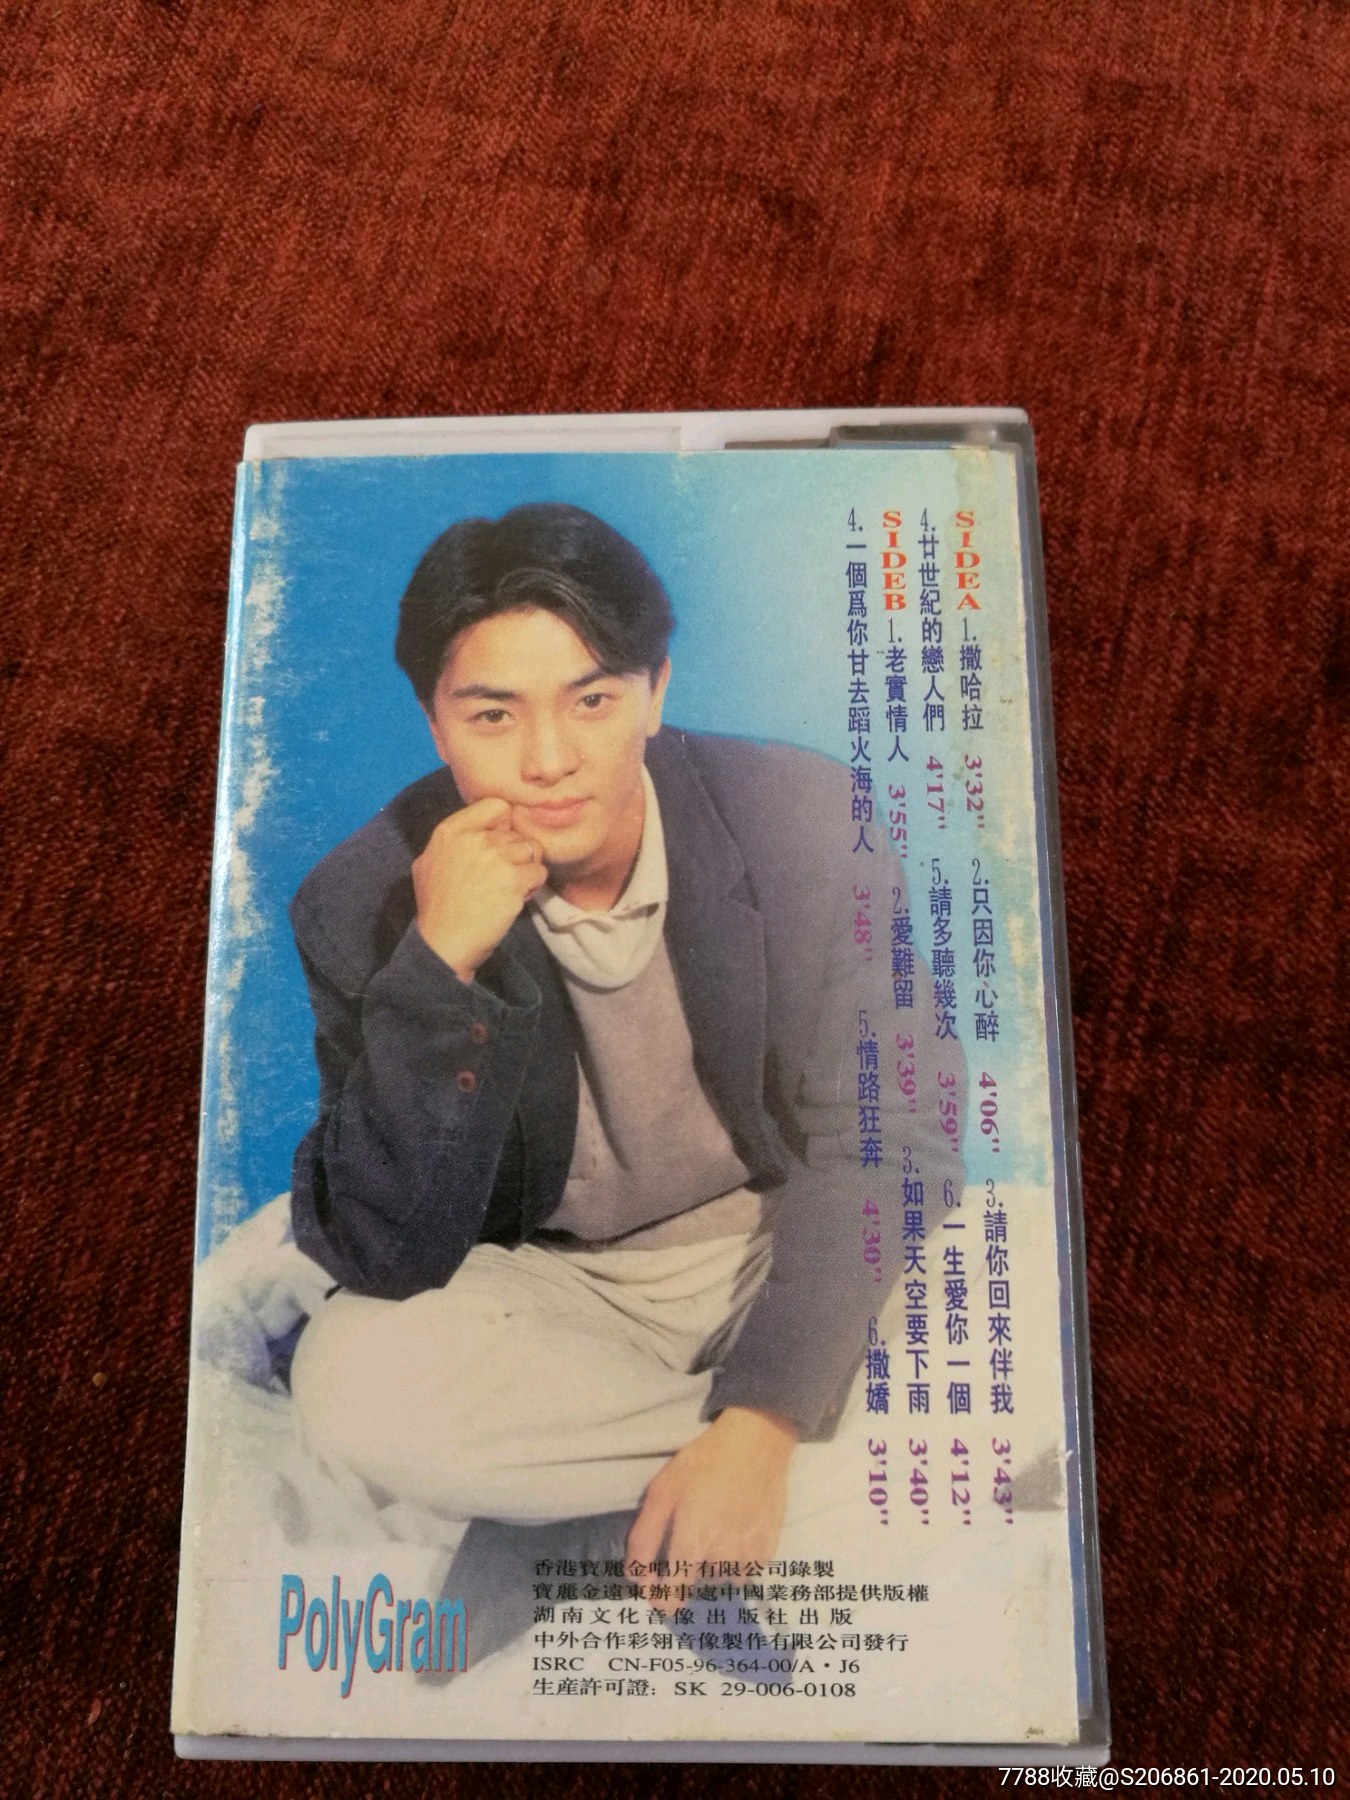 SIDEA 1.撒哈拉 3'32" 2.只因你心醉 4'06" 3.請你回來伴我 3'43"
4.廿世紀的戀人們 4'17" 5.請多聽幾次 3'59" 6.一生愛你一個 4'12"
SIDEB 1.老實情人 3'55" 2.愛難留 3'39" 3.如果天空要下雨 3'40"
4.一個爲你甘去蹈火海的人 3'48" 5.情路狂奔 4'30" 6.撒嬌 3'10"
PolyGram
香港寶麗金唱片有限公司錄製
寶麗金遠東辦事處中國業務部提供版權
湖南文化音像出版社出版
中外合作彩翎音像製作有限公司發行
ISRC CN-F05-96-364-00/A·J6
生産許可證：SK 29-006-0108
7788收藏@S206861-2020.05.10